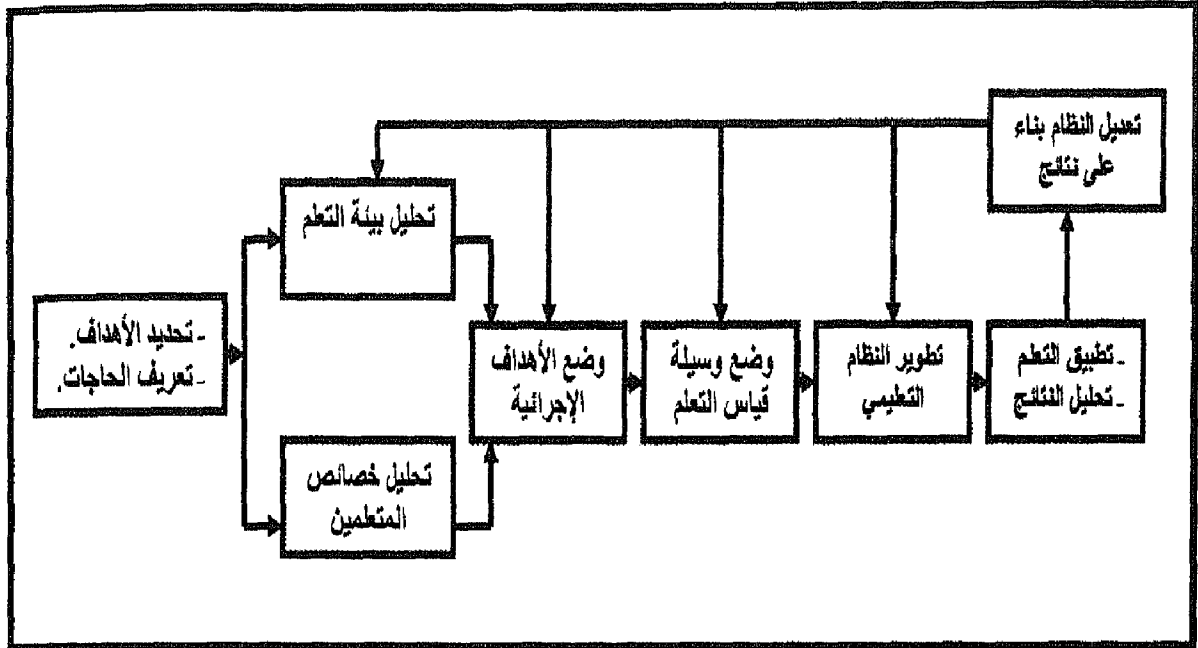 تعديل النظام بناء
على نتائج
تحليل بيئة التعلم
- تحديد الأهداف.
- تعريف الحاجات.
وضع الأهداف
الإجرائية
وضع وسيلة
قياس التعلم
تطوير النظام
التعليمي
- تطبيق التعلم
- تحليل النتائج
تحليل خصائص
المتعلمين